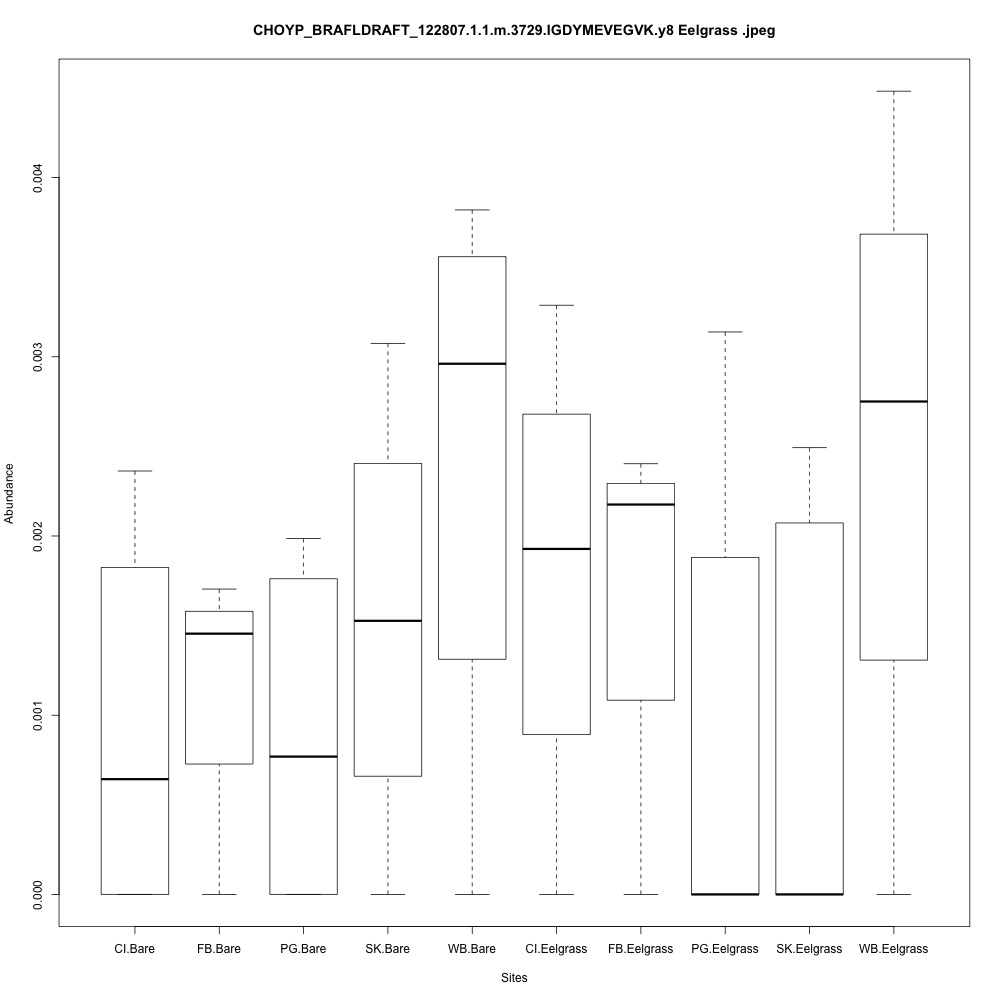 CHOYP_BRAFLDRAFT_122807.1.1.m.3729.IGDYMEVEGVK.y8 Eelgrass .jpeg
Abundance
0.004
0.003
0.002
0.001
0.000
CI.Bare FB.Bare PG.Bare SK.Bare WB.Bare CI.Eelgrass FB.Eelgrass PG.Eelgrass SK.Eelgrass WB.Eelgrass
Sites